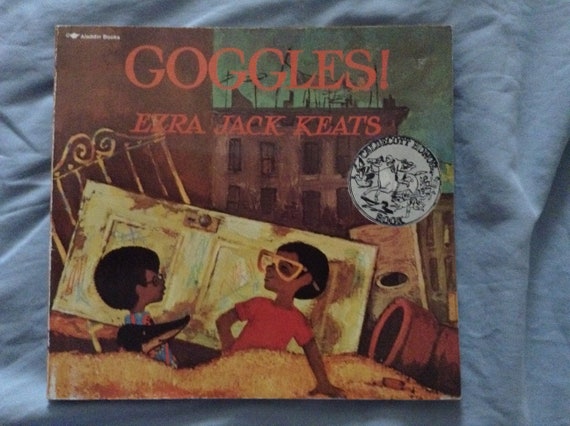 Aladdin Books
GOGGLES!
EZRA JACK KEATS
CALDECOTT HONOR
BOOK